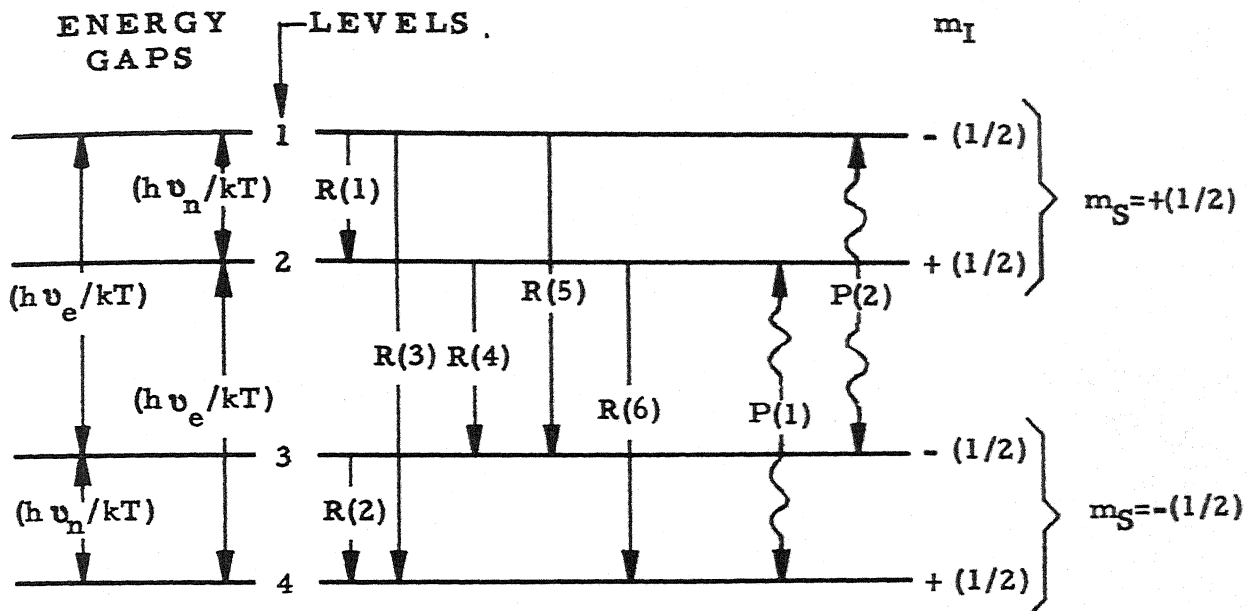 ENERGY GAPS
LEVELS.
m_I
1
- (1/2)
(hυ_n/kT)
R(1)
m_S=+(1/2)
2
+ (1/2)
(hυ_e/kT)
R(5)
P(2)
R(3)
R(4)
(hυ_e/kT)
R(6)
P(1)
3
- (1/2)
(hυ_n/kT)
R(2)
m_S=-(1/2)
4
+ (1/2)